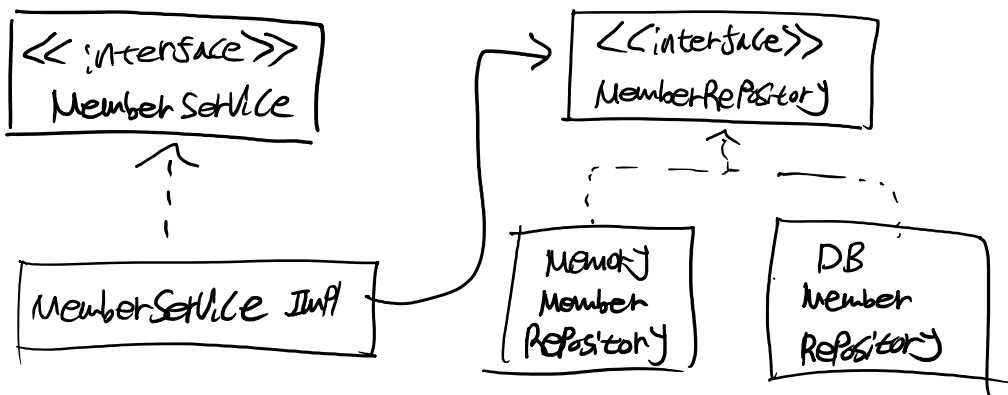 <<interface>>
MemberService
<<interface>>
MemberRepository
MemberService Impl
Memory
Member
Repository
DB
Member
Repository